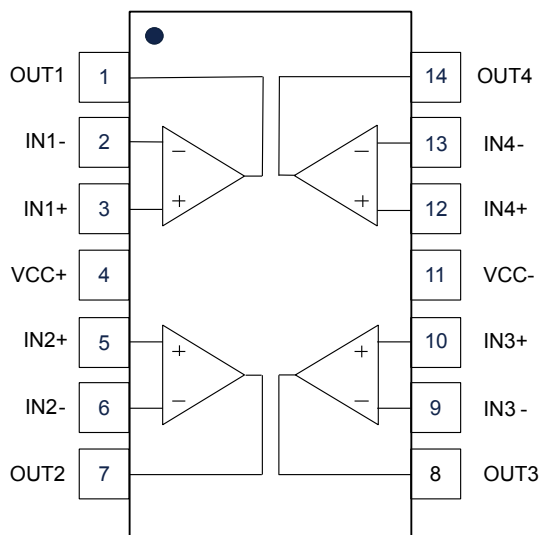 OUT1 1 14 OUT4
IN1- 2 − − 13 IN4-
IN1+ 3 + + 12 IN4+
VCC+ 4 11 VCC-
IN2+ 5 + + 10 IN3+
IN2- 6 − − 9 IN3 -
OUT2 7 8 OUT3